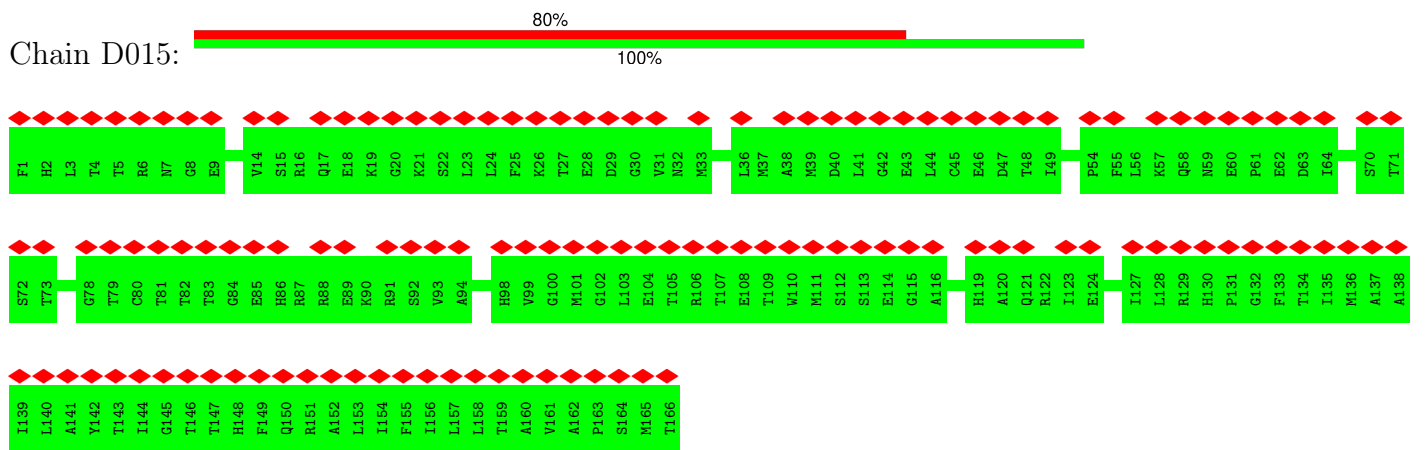 80%
Chain D015:
100%
F1 H2 L3 T4 T5 R6 N7 G8 E9 V14 S15 R16 Q17 E18 K19 G20 K21 S22 L23 L24 F25 K26 T27 E28 D29 G30 V31 N32 M33 L36 M37 A38 M39 D40 L41 G42 E43 L44 C45 E46 D47 T48 I49 P54 F55 L56 K57 Q58 N59 E60 P61 E62 D63 I64 S70 T71
S72 T73 G78 T79 C80 T81 T82 T83 G84 E85 H86 R87 R88 E89 K90 R91 S92 V93 A94 H98 V99 G100 M101 G102 L103 E104 T105 R106 T107 E108 T109 W110 M111 S112 S113 E114 G115 A116 H119 A120 Q121 R122 I123 E124 I127 L128 R129 H130 P131 G132 F133 T134 I135 M136 A137 A138
I139 L140 A141 Y142 T143 I144 G145 T146 T147 H148 F149 Q150 R151 A152 L153 I154 F155 I156 L157 L158 T159 A160 V161 A162 P163 S164 M165 T166